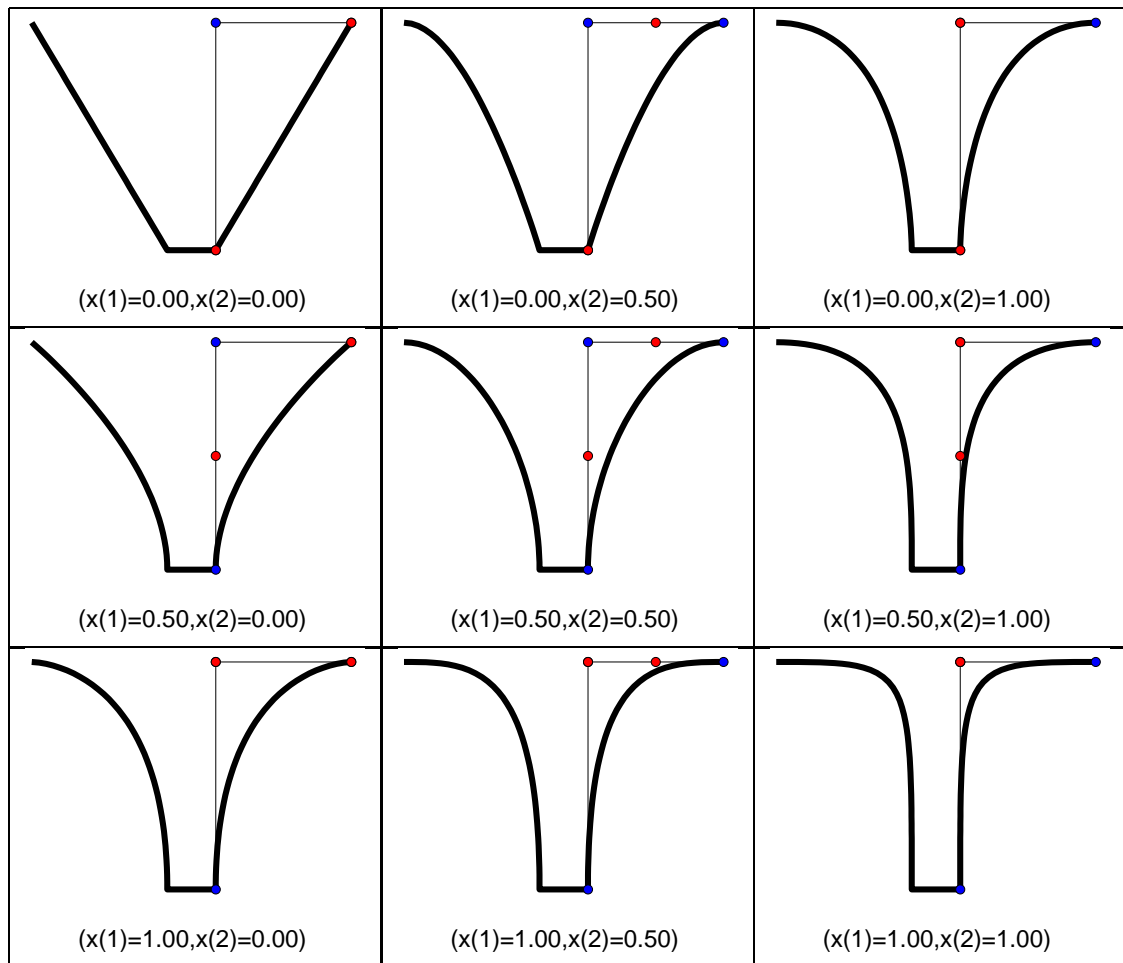 (x(1)=0.00,x(2)=0.00)
(x(1)=0.00,x(2)=0.50)
(x(1)=0.00,x(2)=1.00)
(x(1)=0.50,x(2)=0.00)
(x(1)=0.50,x(2)=0.50)
(x(1)=0.50,x(2)=1.00)
(x(1)=1.00,x(2)=0.00)
(x(1)=1.00,x(2)=0.50)
(x(1)=1.00,x(2)=1.00)